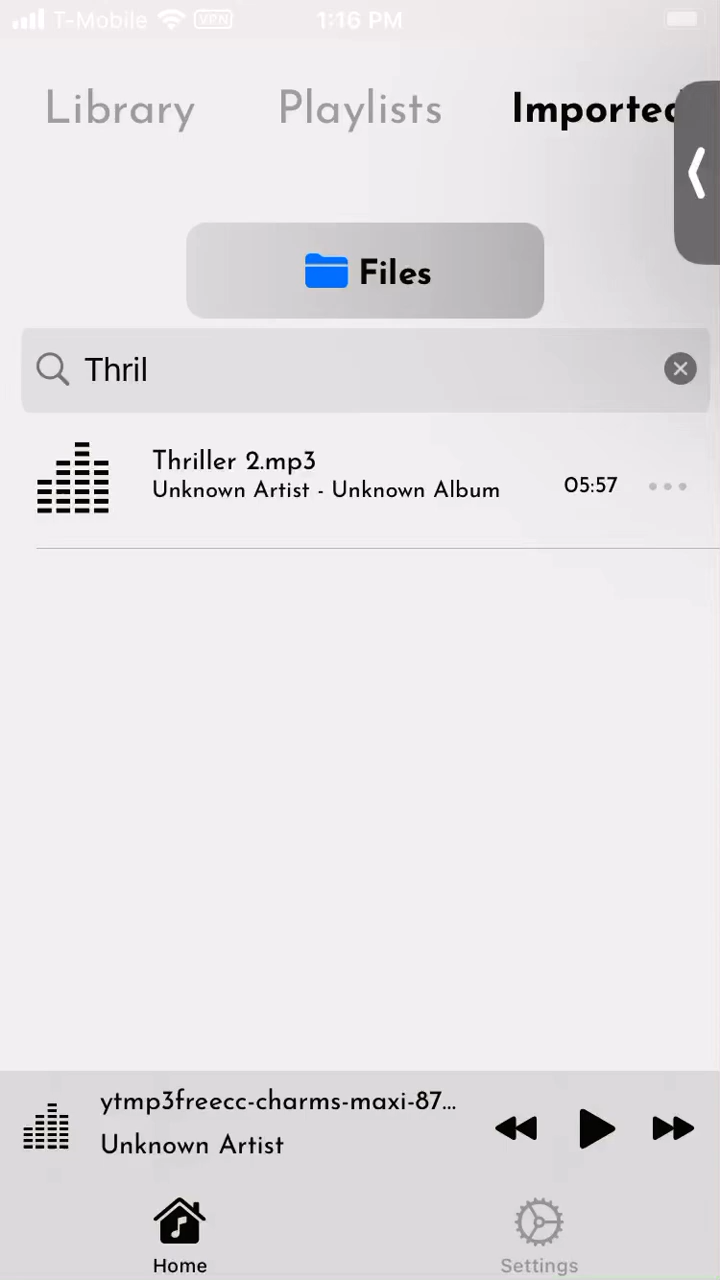 T-Mobile VPN 1:16 PM
Library Playlists Imported
Files
Thril
Thriller 2.mp3
Unknown Artist - Unknown Album
05:57
ytmp3freecc-charms-maxi-87...
Unknown Artist
Home Settings